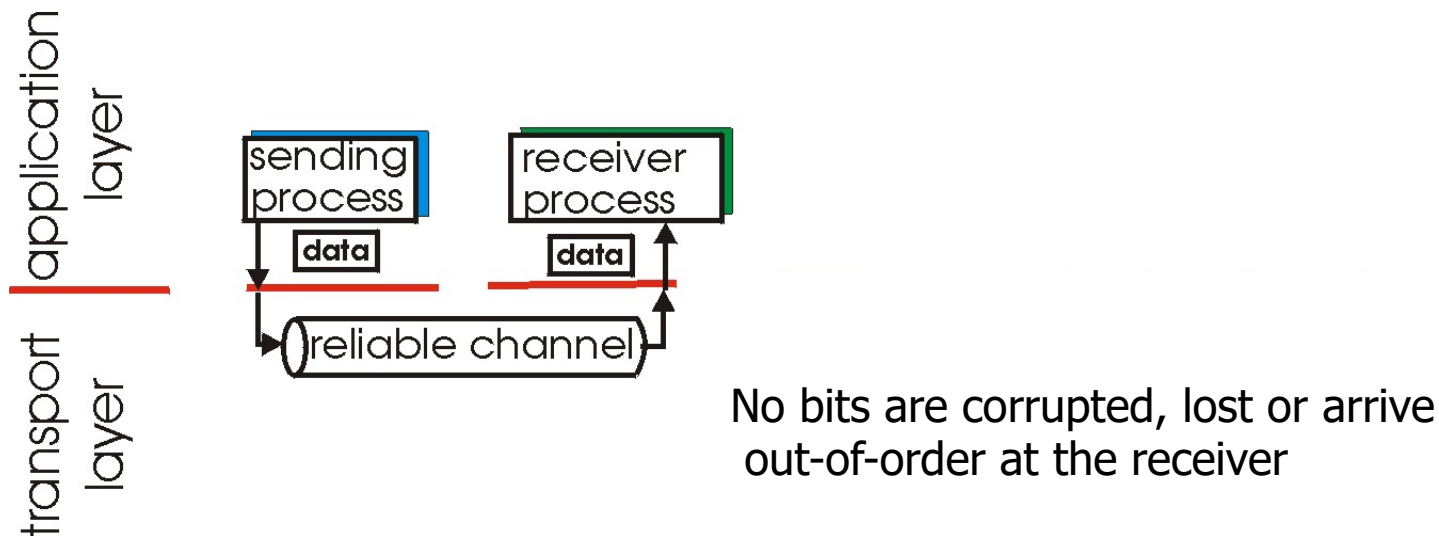 application
layer
sending
process
receiver
process
data
data
reliable channel
transport
layer
No bits are corrupted, lost or arrive
out-of-order at the receiver